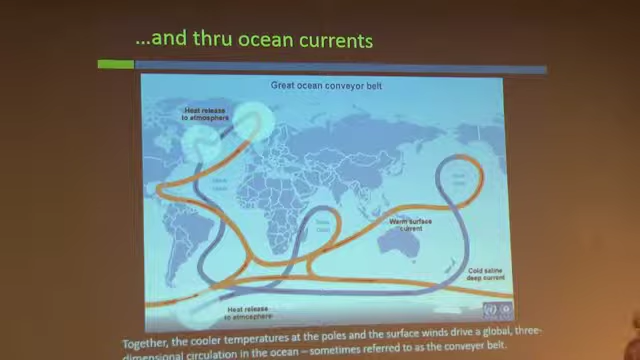 ...and thru ocean currents
Great ocean conveyor belt
Heat release
to atmosphere
Warm surface
current
Cold saline
deep current
Heat release
to atmosphere
Together, the cooler temperatures at the poles and the surface winds drive a global, three-
dimensional circulation in the ocean – sometimes referred to as the conveyor belt.